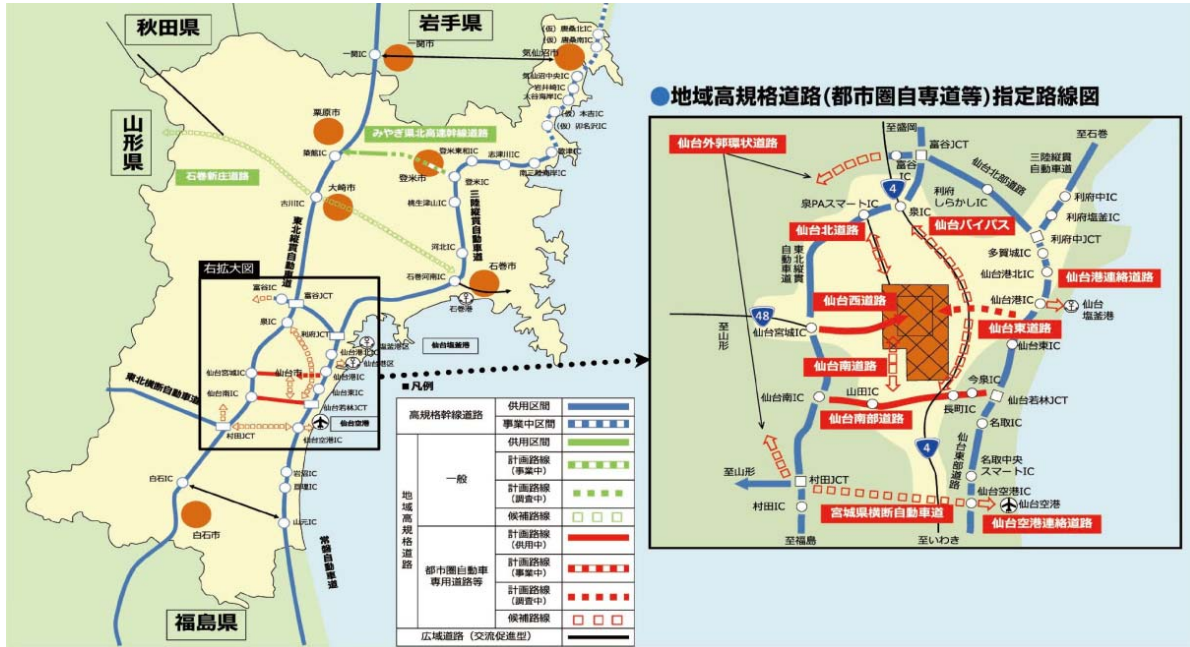 秋田県
岩手県
山形県
福島県
(仮)唐桑北IC
(仮)唐桑南IC
一関IC
一関市
気仙沼市
気仙沼中央IC
岩井崎IC
大谷海岸IC
(仮)本吉IC
(仮)卯名沢IC
歌津IC
栗原市
みやぎ県北高速幹線道路
築館IC
登米東和IC
志津川IC
南三陸海岸IC
登米市
登米IC
石巻新庄道路
大崎市
古川IC
桃生津山IC
三陸縦貫自動車道
東北縦貫自動車道
河北IC
石巻市
石巻河南IC
石巻港
右拡大図
富谷IC
富谷JCT
泉IC
利府JCT
塩釜港区
仙台塩釜港
仙台港北IC
仙台港区
仙台宮城IC
仙台市
仙台港IC
仙台東IC
仙台南IC
仙台若林JCT
東北横断自動車道
村田JCT
仙台空港IC
仙台空港
岩沼IC
亘理IC
白石IC
白石市
山元IC
常磐自動車道
■凡例
高規格幹線道路
供用区間
事業中区間
地域高規格道路
一般
供用区間
計画路線
(事業中)
計画路線
(調査中)
候補路線
都市圏自動車
専用道路等
計画路線
(供用中)
計画路線
(事業中)
計画路線
(調査中)
候補路線
広域道路(交流促進型)
●地域高規格道路(都市圏自専道等)指定路線図
仙台外郭環状道路
至盛岡
至石巻
富谷JCT
富谷
IC
仙台北部道路
三陸縦貫
自動車道
4
利府
しらかしIC
利府中IC
泉PAスマートIC
泉IC
利府塩釜IC
仙台北道路
仙台バイパス
利府中JCT
東北縦貫
自動車道
多賀城IC
仙台港北IC
仙台港連絡道路
仙台西道路
仙台港IC
仙台
塩釜港
48
仙台宮城IC
仙台東道路
仙台東IC
至山形
仙台南道路
今泉IC
仙台南IC
山田IC
長町IC
仙台若林JCT
仙台南部道路
名取IC
4
仙台東部道路
名取中央
スマートIC
至山形
村田JCT
仙台空港IC
仙台空港
村田IC
宮城県横断自動車道
仙台空港連絡道路
至福島
至いわき